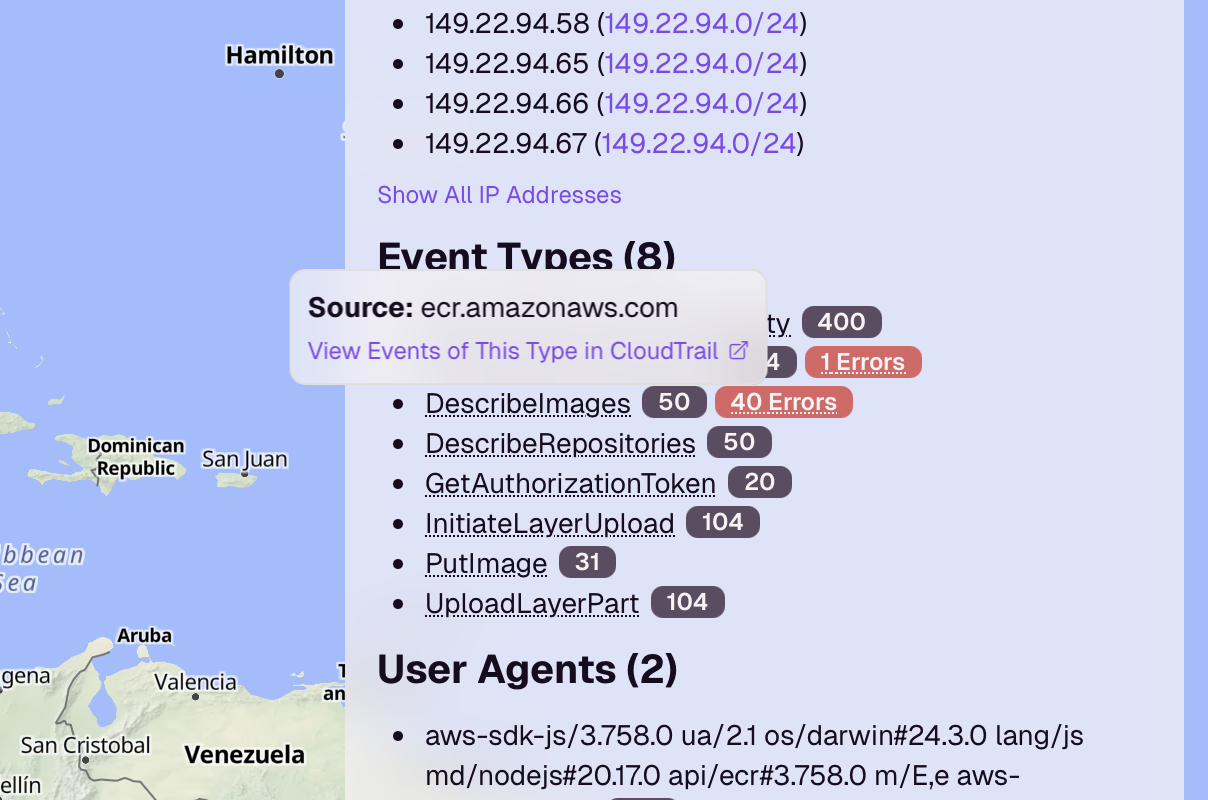 Hamilton
Dominican
Republic
San Juan
bbean
Sea
Aruba
gena
Valencia
T
an
San Cristobal
Venezuela
ellín
149.22.94.58 (149.22.94.0/24)
149.22.94.65 (149.22.94.0/24)
149.22.94.66 (149.22.94.0/24)
149.22.94.67 (149.22.94.0/24)
Show All IP Addresses
Event Types (8)
Source: ecr.amazonaws.com
View Events of This Type in CloudTrail
ty 400
4 1 Errors
DescribeImages 50 40 Errors
DescribeRepositories 50
GetAuthorizationToken 20
InitiateLayerUpload 104
PutImage 31
UploadLayerPart 104
User Agents (2)
aws-sdk-js/3.758.0 ua/2.1 os/darwin#24.3.0 lang/js
md/nodejs#20.17.0 api/ecr#3.758.0 m/E,e aws-